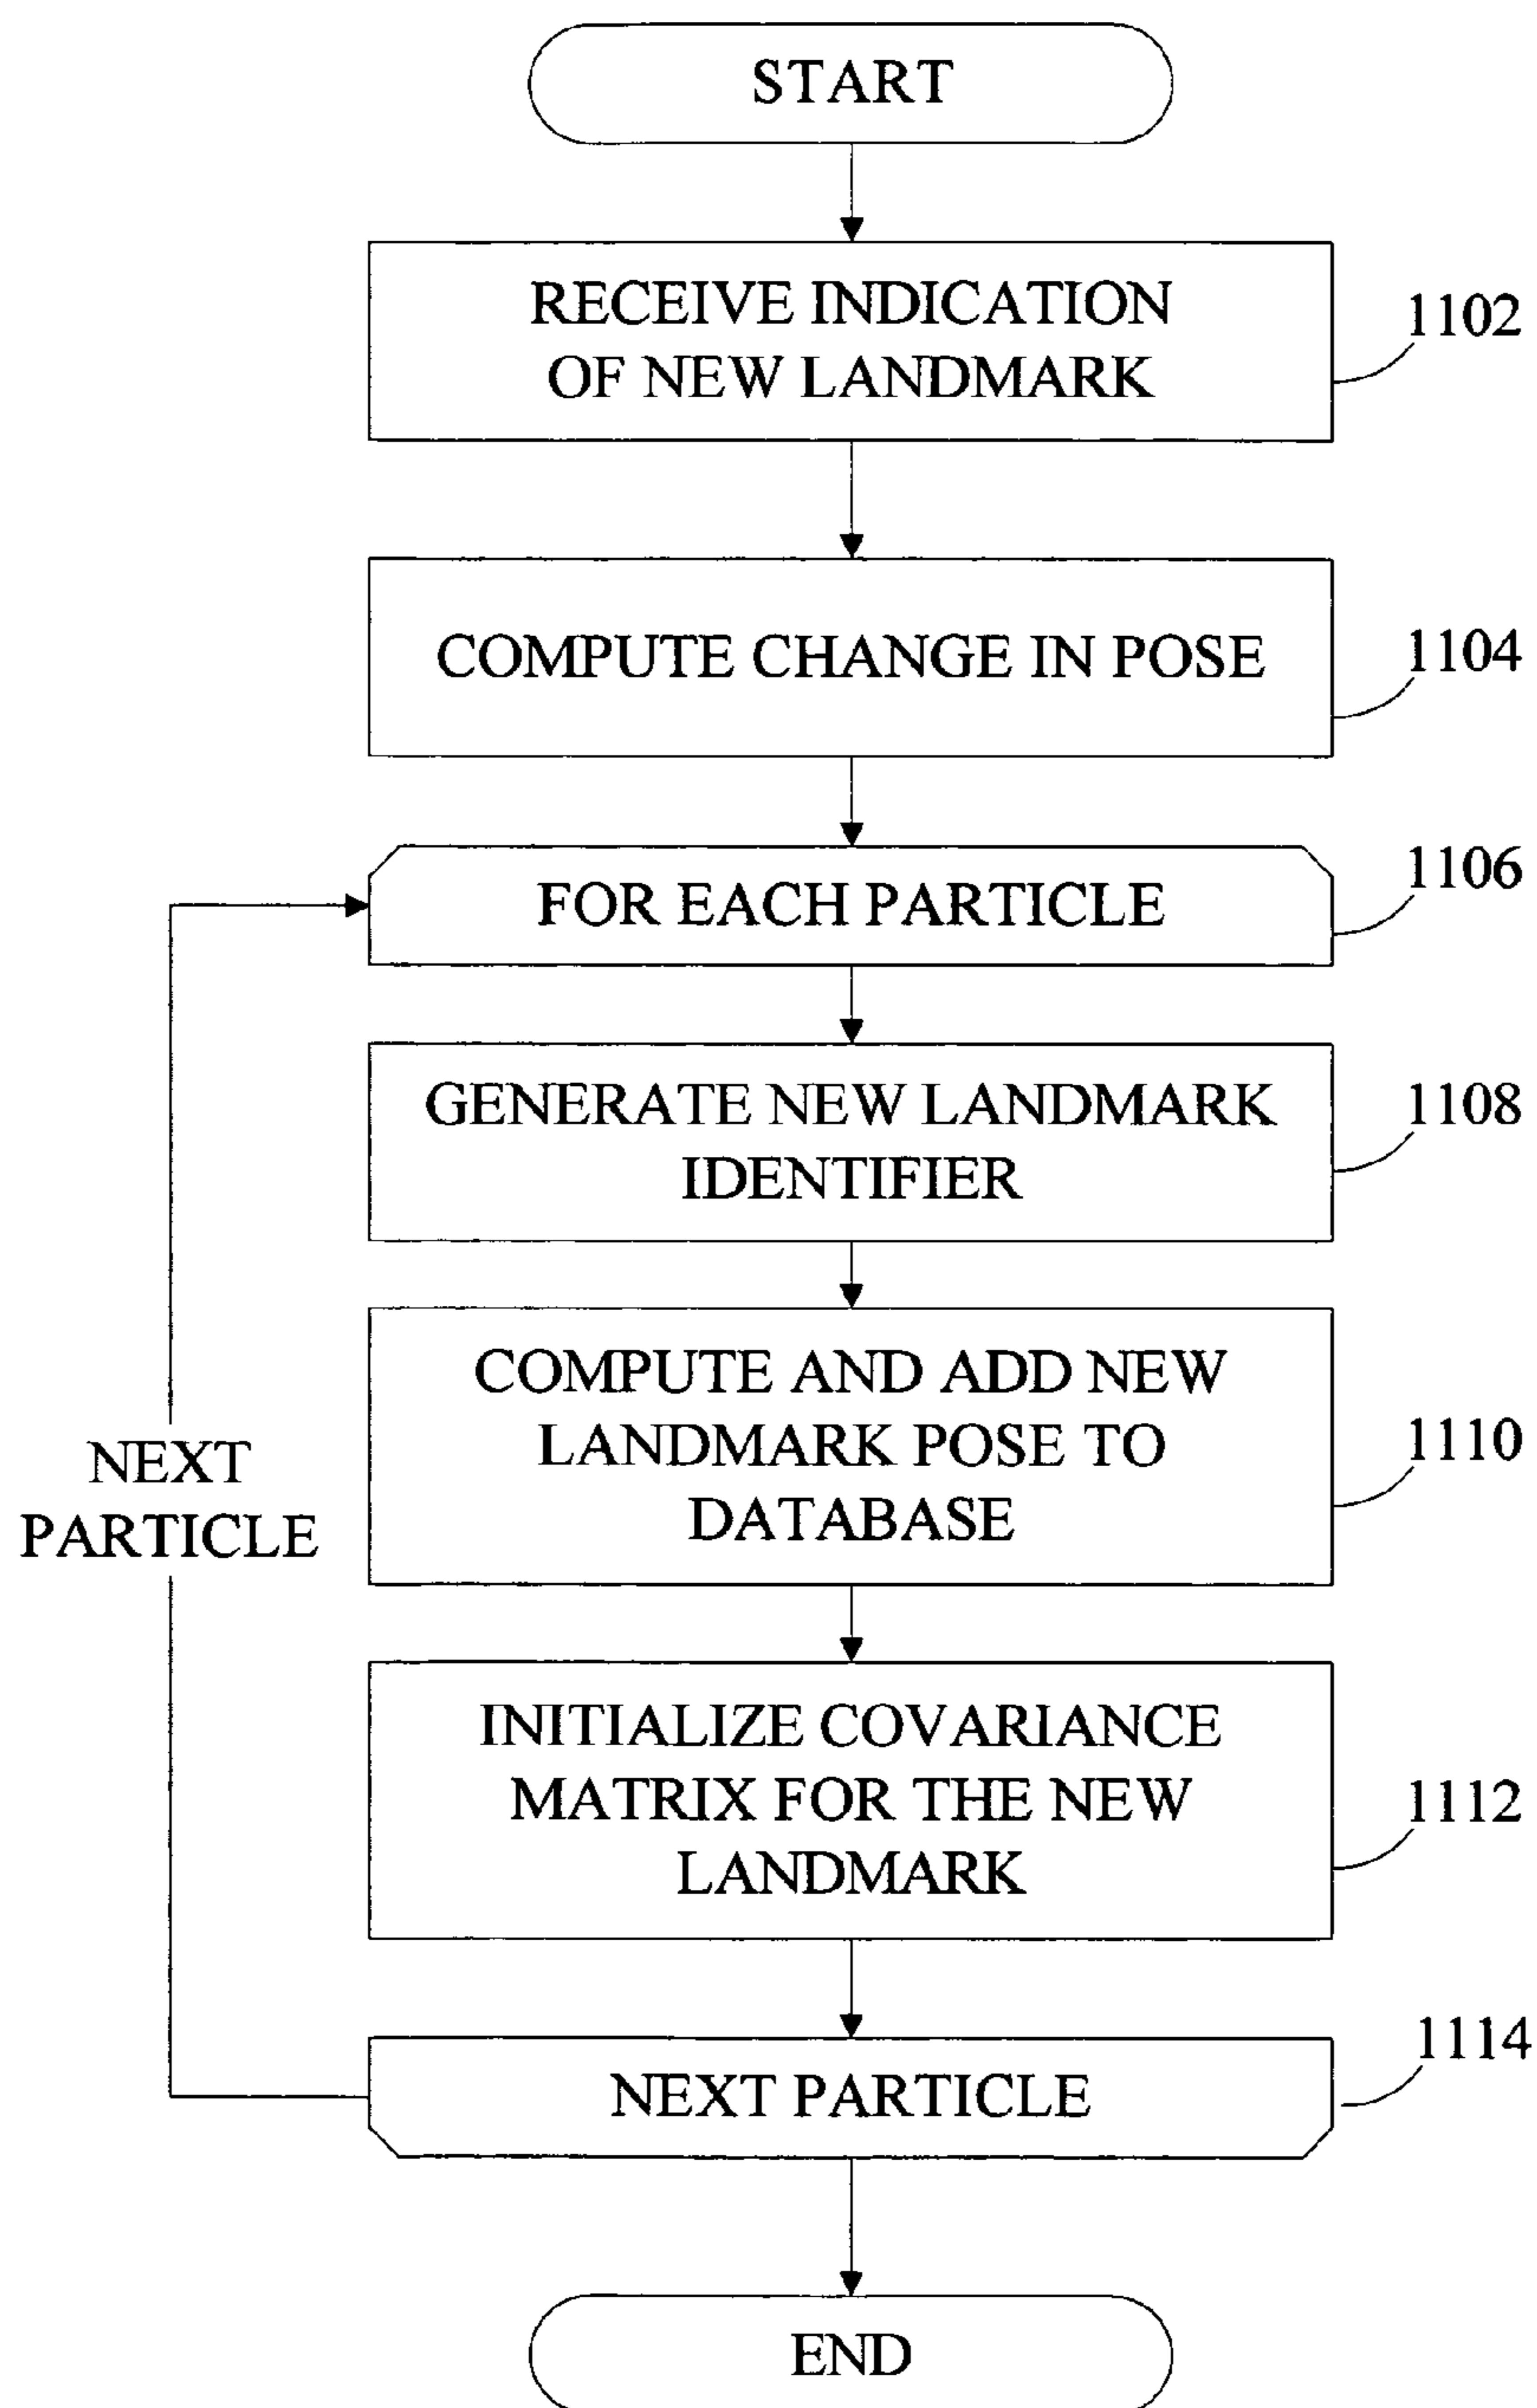 START
RECEIVE INDICATION
OF NEW LANDMARK
1102
COMPUTE CHANGE IN POSE
1104
FOR EACH PARTICLE
1106
GENERATE NEW LANDMARK
IDENTIFIER
1108
COMPUTE AND ADD NEW
LANDMARK POSE TO
DATABASE
1110
NEXT
PARTICLE
INITIALIZE COVARIANCE
MATRIX FOR THE NEW
LANDMARK
1112
NEXT PARTICLE
1114
END